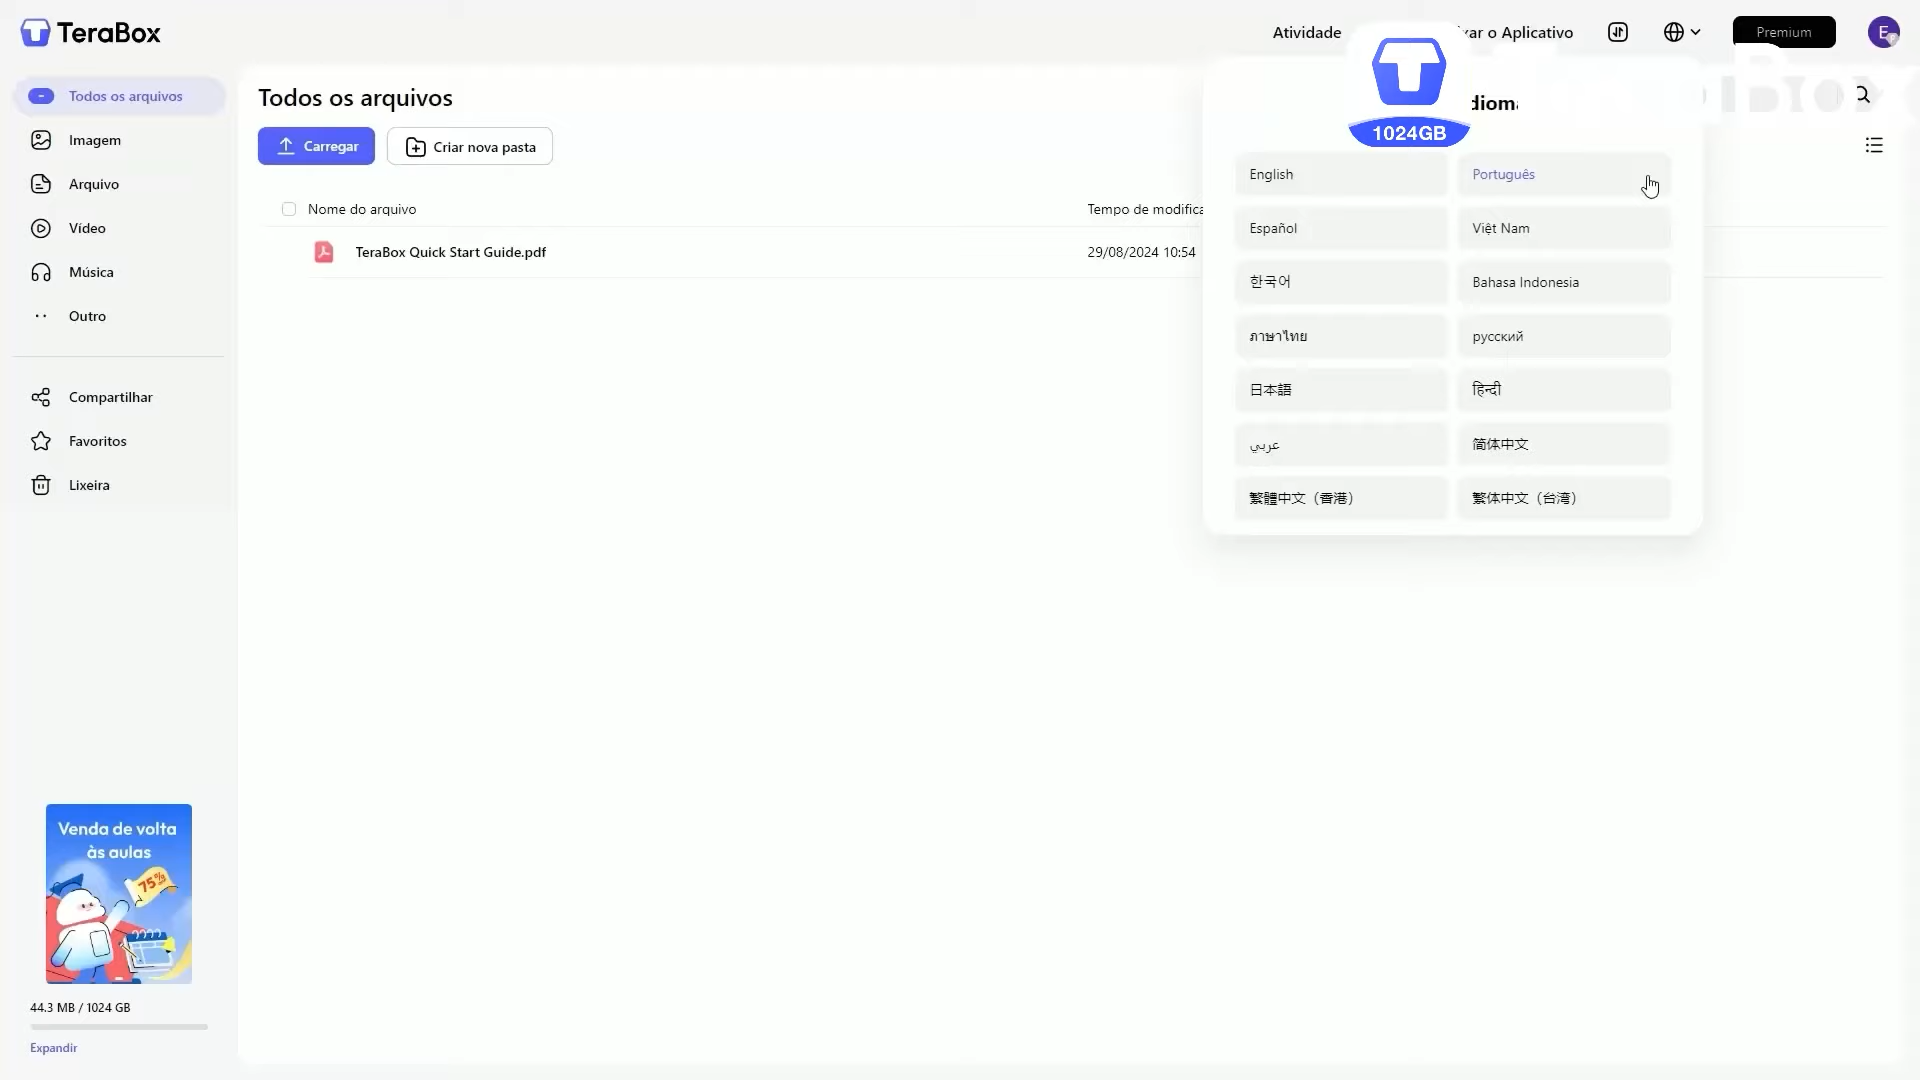 TeraBox
Atividade
xar o Aplicativo
Premium
E
Todos os arquivos
Imagem
Arquivo
Vídeo
Música
Outro
Compartilhar
Favoritos
Lixeira
Venda de volta
às aulas
75%
44.3 MB / 1024 GB
Expandir
Todos os arquivos
Carregar
Criar nova pasta
Nome do arquivo
Tempo de modifica
TeraBox Quick Start Guide.pdf
29/08/2024 10:54
1024GB
dioma
English
Português
Español
Việt Nam
한국어
Bahasa Indonesia
ภาษาไทย
русский
日本語
हिन्दी
عربي
简体中文
繁體中文（香港）
繁体中文（台湾）